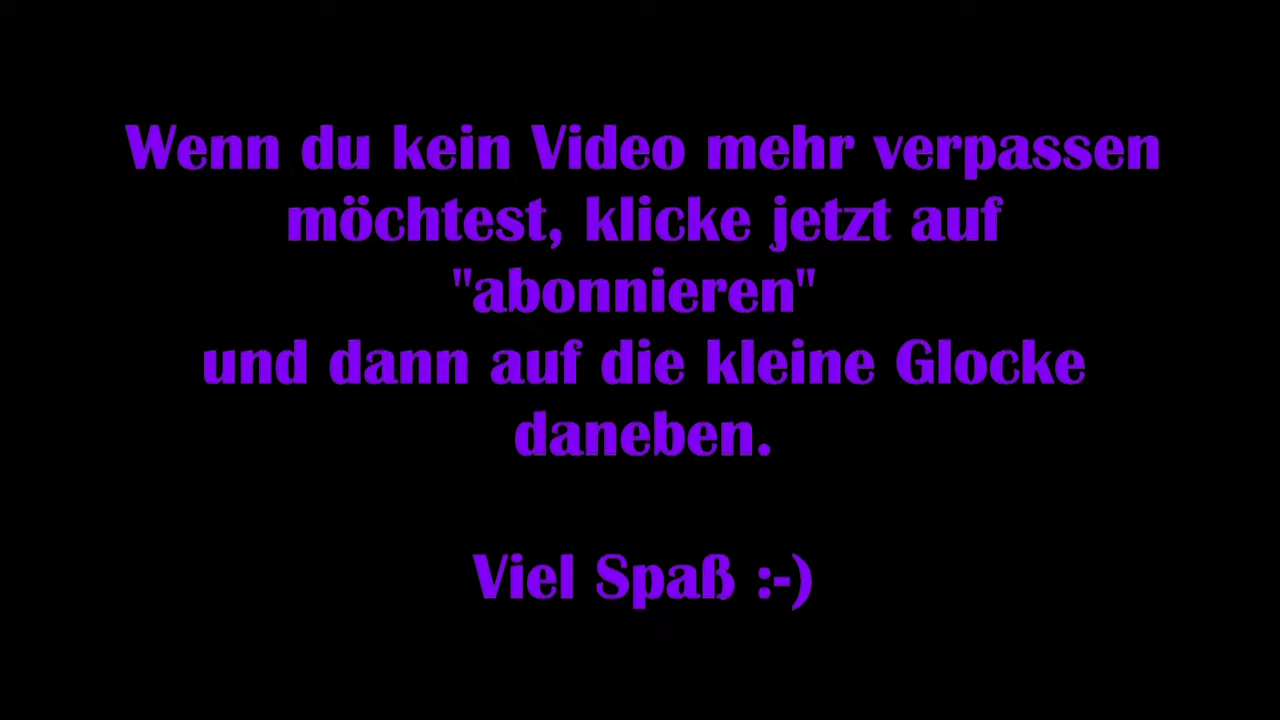 Wenn du kein Video mehr verpassen
möchtest, klicke jetzt auf
"abonnieren"
und dann auf die kleine Glocke
daneben.
Viel Spaß :-)